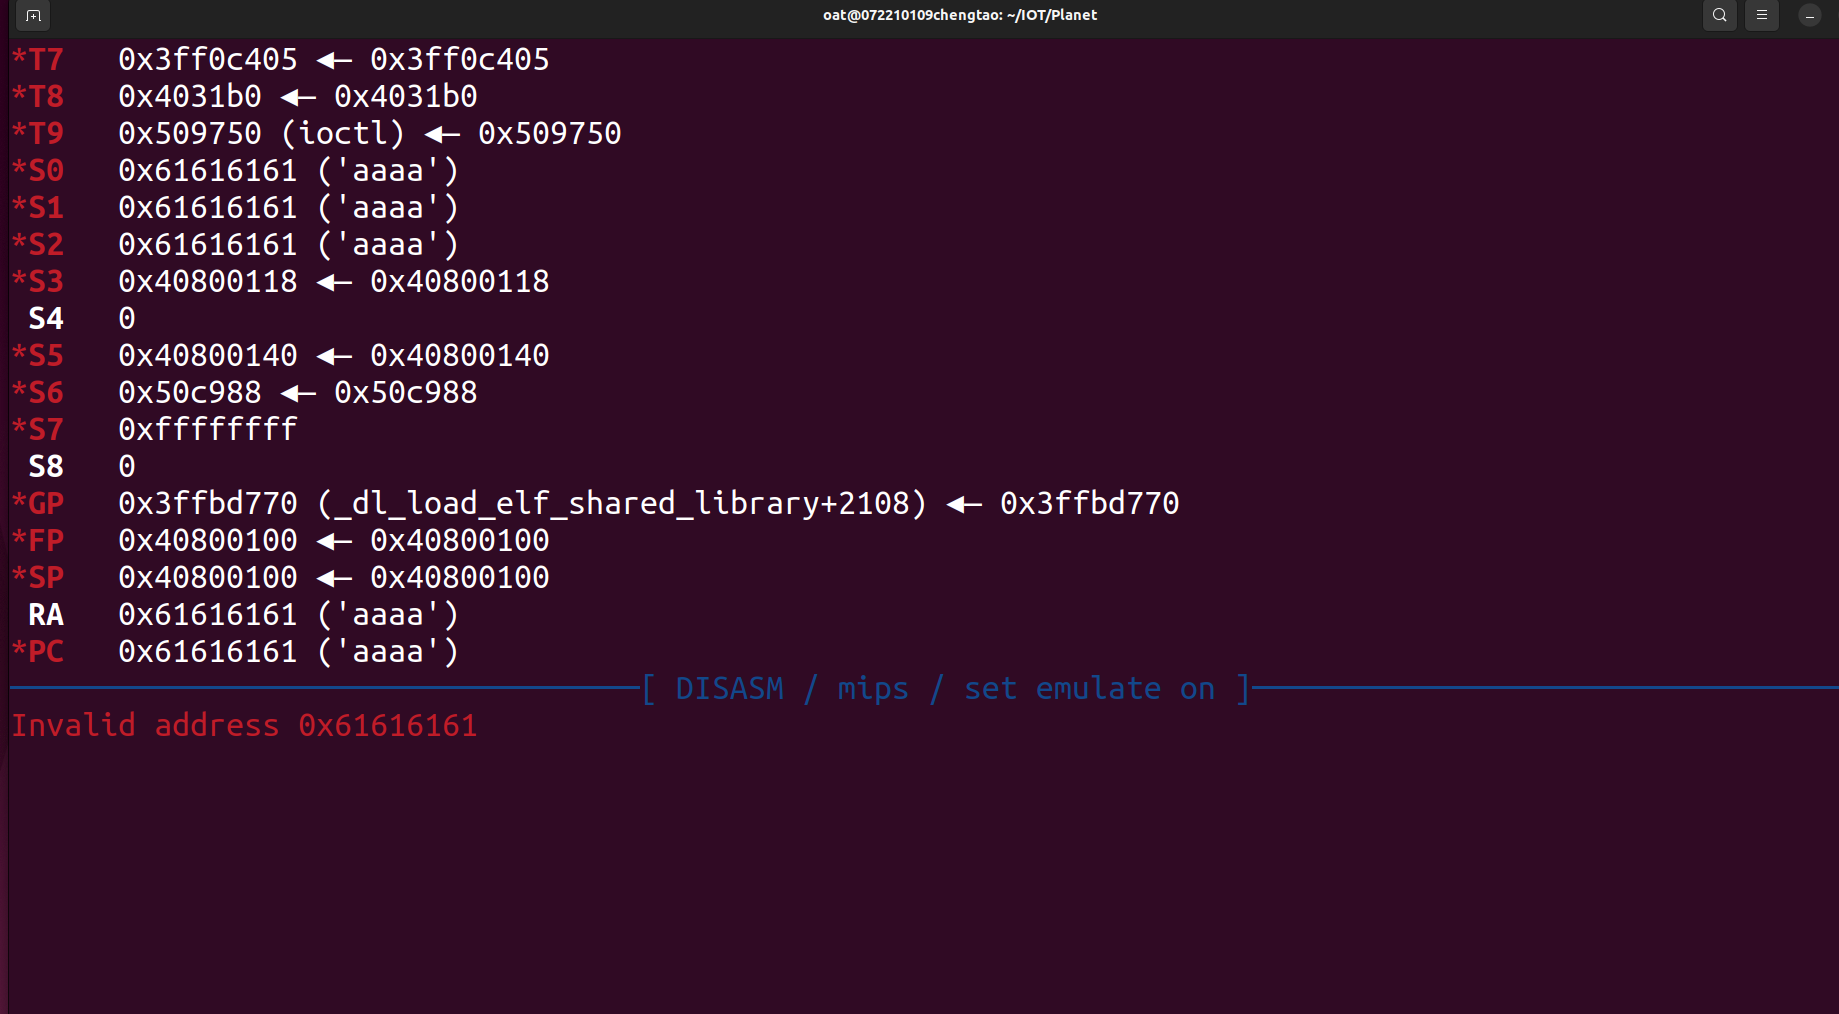 oat@072210109chengtao: ~/IOT/Planet
*T7 0x3ff0c405 ◂— 0x3ff0c405
*T8 0x4031b0 ◂— 0x4031b0
*T9 0x509750 (ioctl) ◂— 0x509750
*S0 0x61616161 ('aaaa')
*S1 0x61616161 ('aaaa')
*S2 0x61616161 ('aaaa')
*S3 0x40800118 ◂— 0x40800118
S4 0
*S5 0x40800140 ◂— 0x40800140
*S6 0x50c988 ◂— 0x50c988
*S7 0xffffffff
S8 0
*GP 0x3ffbd770 (_dl_load_elf_shared_library+2108) ◂— 0x3ffbd770
*FP 0x40800100 ◂— 0x40800100
*SP 0x40800100 ◂— 0x40800100
RA 0x61616161 ('aaaa')
*PC 0x61616161 ('aaaa')
[ DISASM / mips / set emulate on ]
Invalid address 0x61616161